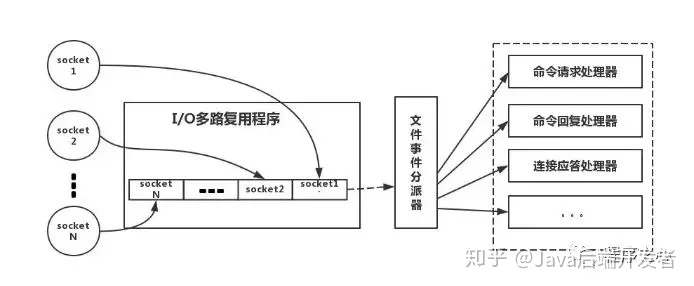 socket
1
socket
2
socket
N
I/O多路复用程序
socket
N
socket2
socket1
文件事件分派器
命令请求处理器
命令回复处理器
连接应答处理器
。。。
知乎 @Java后端开发者